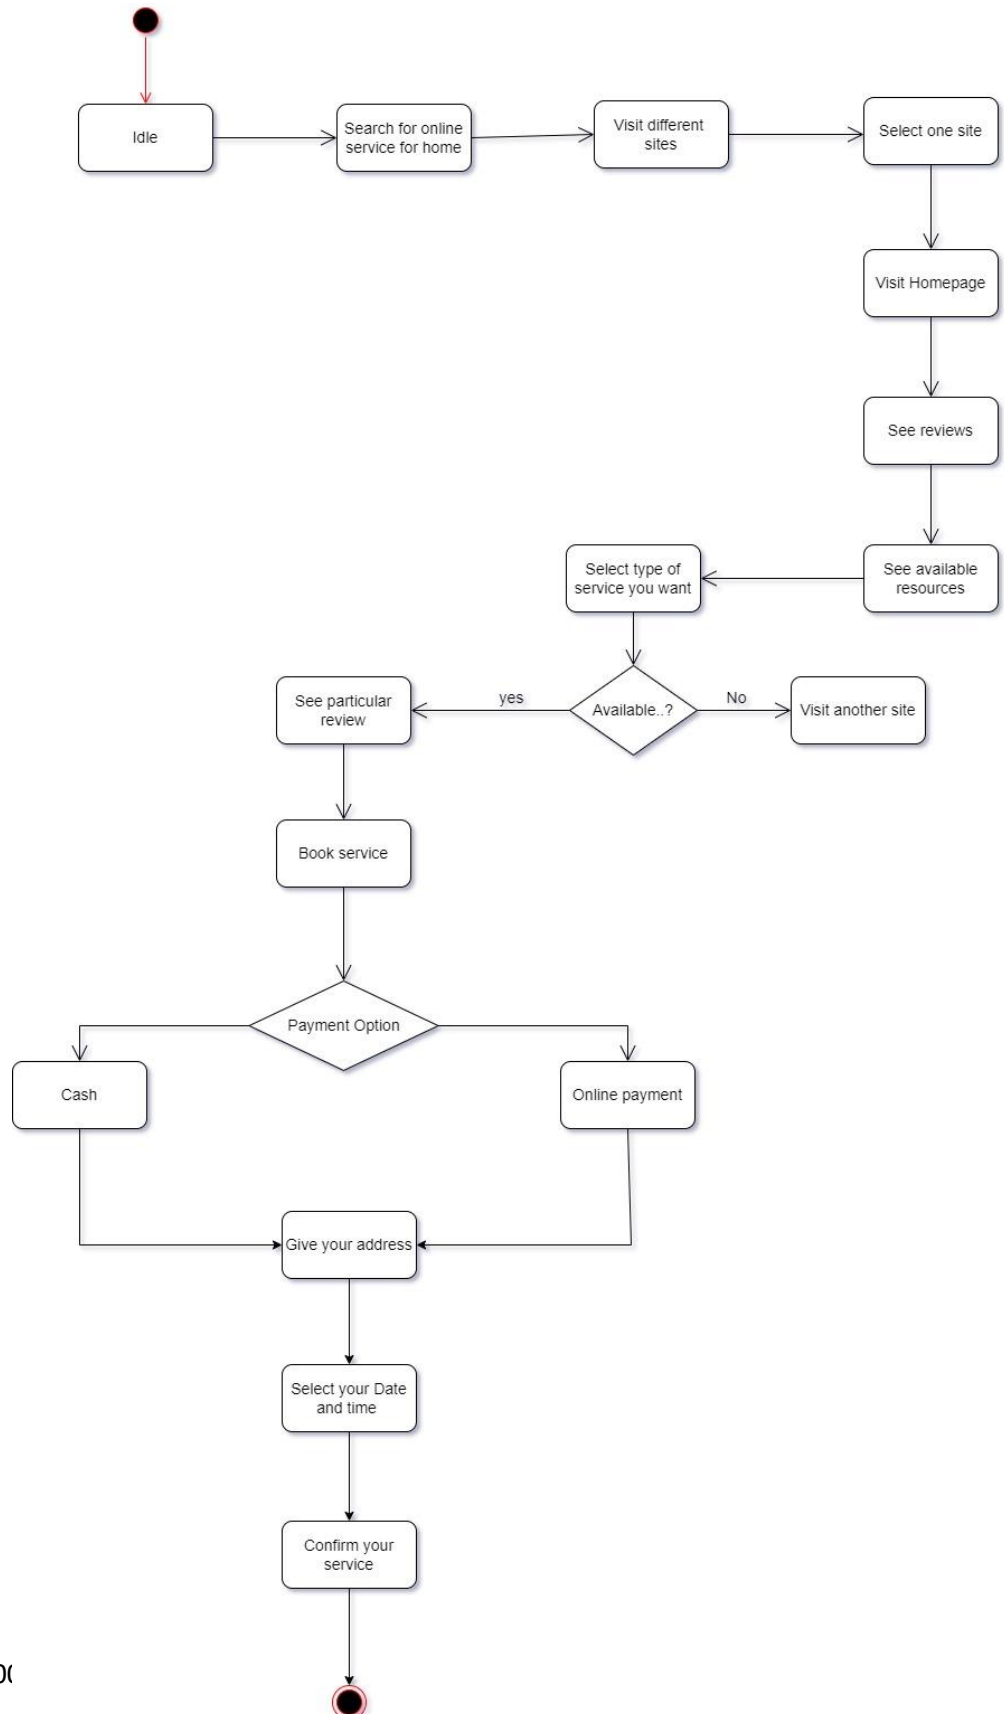 Idle
Search for online
service for home
Visit different
sites
Select one site
Visit Homepage
See reviews
See available
resources
Select type of
service you want
Available..?
yes
No
See particular
review
Visit another site
Book service
Payment Option
Cash
Online payment
Give your address
Select your Date
and time
Confirm your
service